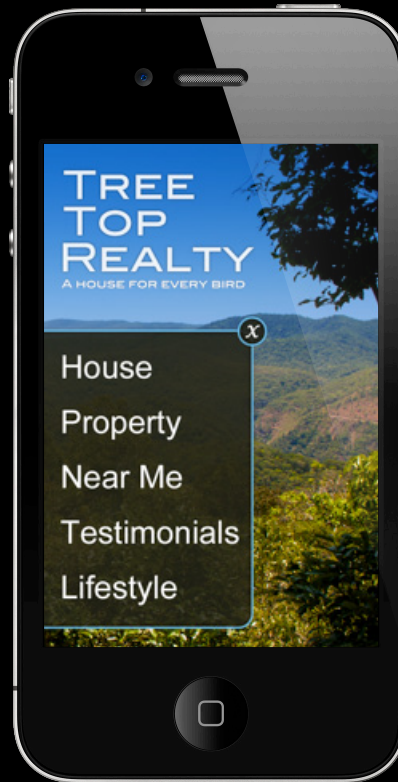 TREE
TOP
REALTY
A HOUSE FOR EVERY BIRD
x
House
Property
Near Me
Testimonials
Lifestyle